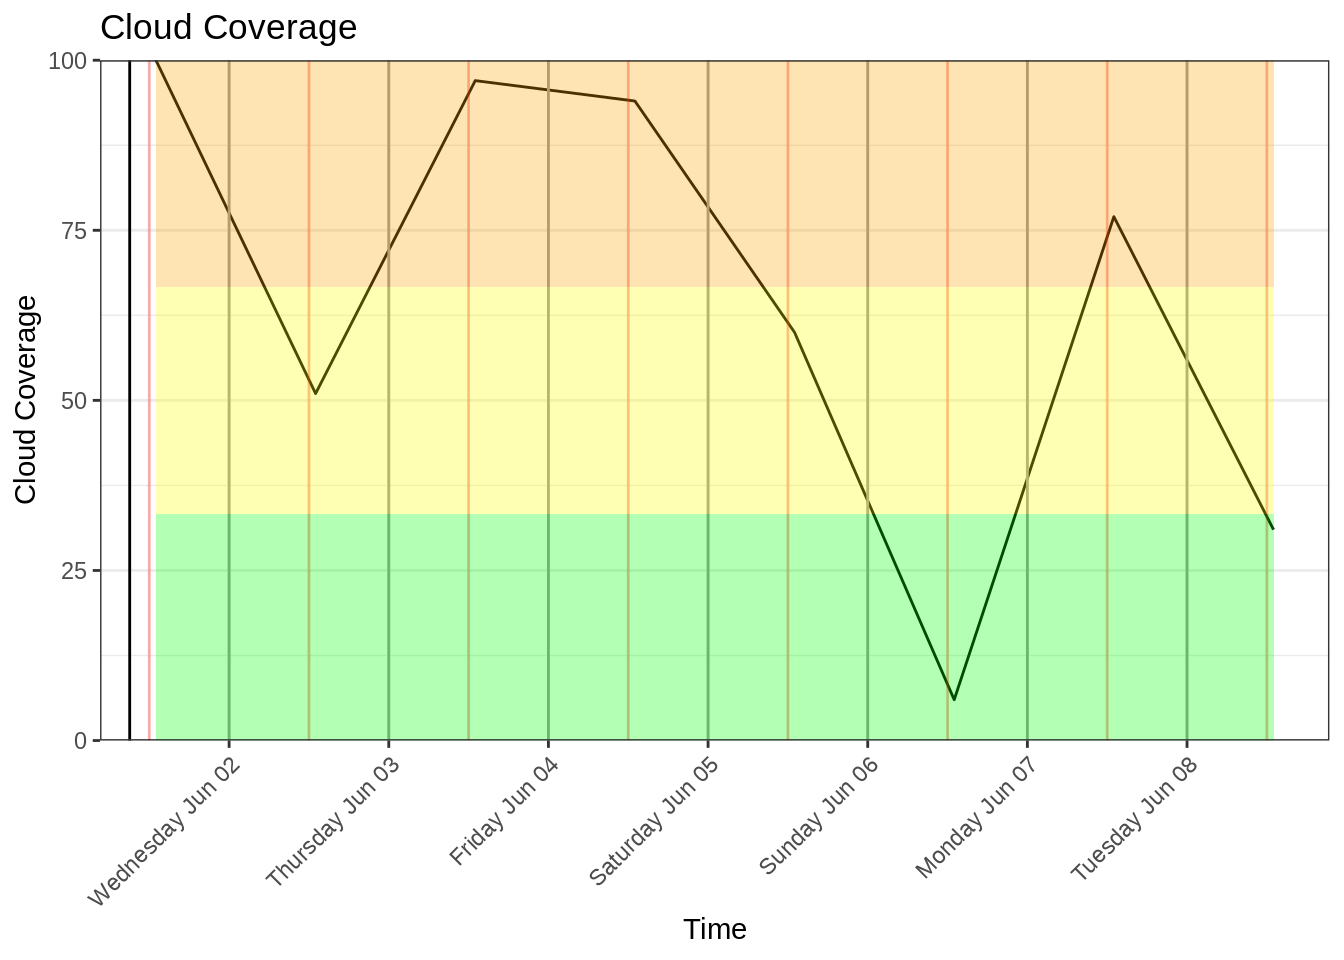 Cloud Coverage
Cloud Coverage
100
75
50
25
0
Wednesday Jun 02
Thursday Jun 03
Friday Jun 04
Saturday Jun 05
Sunday Jun 06
Monday Jun 07
Tuesday Jun 08
Time